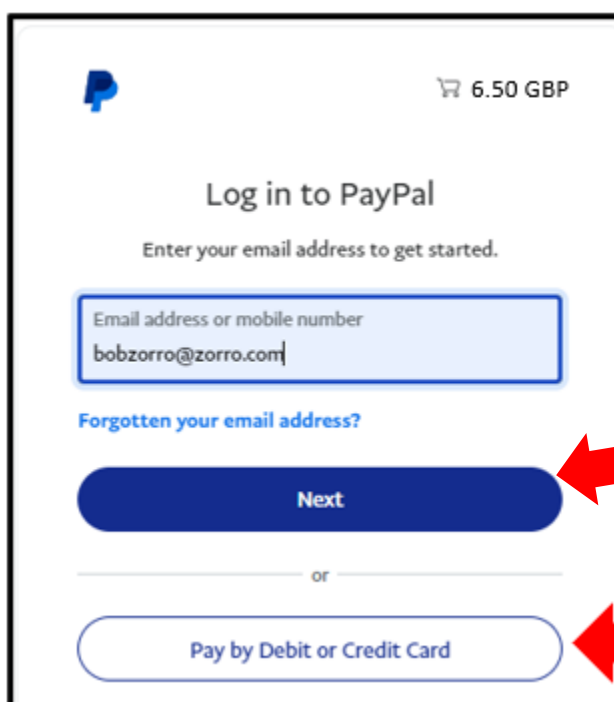 6.50 GBP
Log in to PayPal
Enter your email address to get started.
Email address or mobile number
bobzorro@zorro.com
Forgotten your email address?
Next
or
Pay by Debit or Credit Card